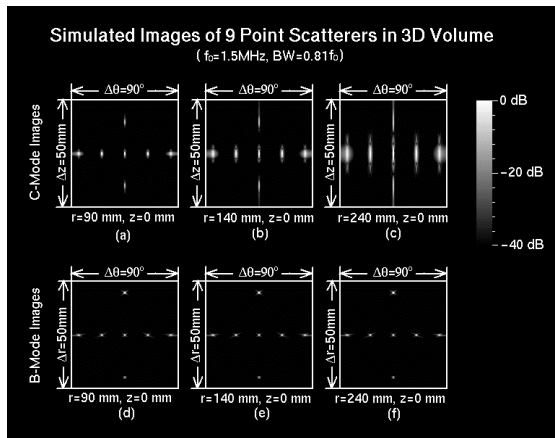 Simulated Images of 9 Point Scatterers in 3D Volume
( f₀=1.5MHz, BW=0.81f₀)
C-Mode Images
Δθ=90° Δθ=90° Δθ=90°
Δz=50mm Δz=50mm Δz=50mm
0 dB
-20 dB
-40 dB
r=90 mm, z=0 mm r=140 mm, z=0 mm r=240 mm, z=0 mm
(a) (b) (c)
B-Mode Images
Δθ=90° Δθ=90° Δθ=90°
Δr=50mm Δr=50mm Δr=50mm
r=90 mm, z=0 mm r=140 mm, z=0 mm r=240 mm, z=0 mm
(d) (e) (f)